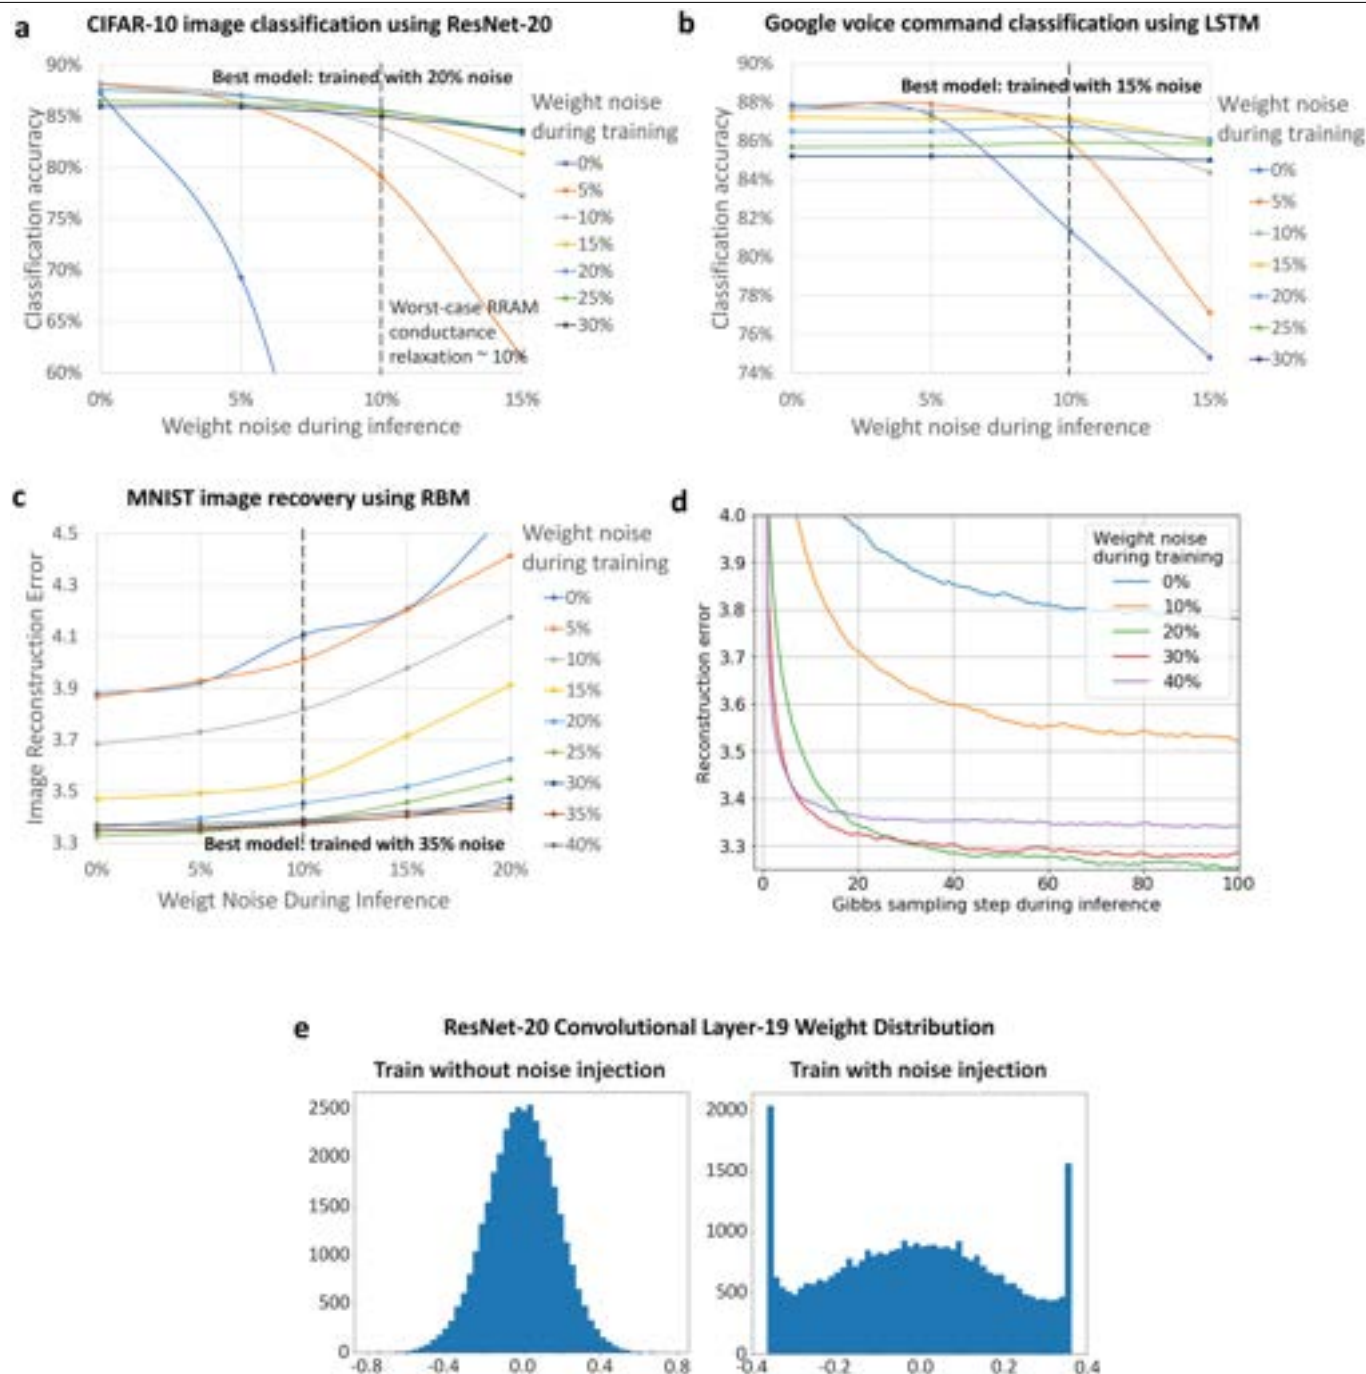 a CIFAR-10 image classification using ResNet-20
90%
85%
80%
75%
70%
65%
60%
Classification accuracy
Best model: trained with 20% noise
Weight noise
during training
0%
5%
10%
15%
20%
25%
30%
Worst-case RRAM
conductance
relaxation ~ 10%
0% 5% 10% 15%
Weight noise during inference
b Google voice command classification using LSTM
90%
88%
86%
84%
82%
80%
78%
76%
74%
Classification accuracy
Best model: trained with 15% noise
Weight noise
during training
0%
5%
10%
15%
20%
25%
30%
0% 5% 10% 15%
Weight noise during inference
c MNIST image recovery using RBM
4.5
4.3
4.1
3.9
3.7
3.5
3.3
Image Reconstruction Error
Weight noise
during training
0%
5%
10%
15%
20%
25%
30%
35%
40%
Best model: trained with 35% noise
0% 5% 10% 15% 20%
Weigt Noise During Inference
d
4.0
3.9
3.8
3.7
3.6
3.5
3.4
3.3
Reconstruction error
Weight noise
during training
0%
10%
20%
30%
40%
0 20 40 60 80 100
Gibbs sampling step during inference
e ResNet-20 Convolutional Layer-19 Weight Distribution
Train without noise injection
2500
2000
1500
1000
500
0
-0.8 -0.4 0.0 0.4 0.8
Train with noise injection
2000
1500
1000
500
0
-0.4 -0.2 0.0 0.2 0.4